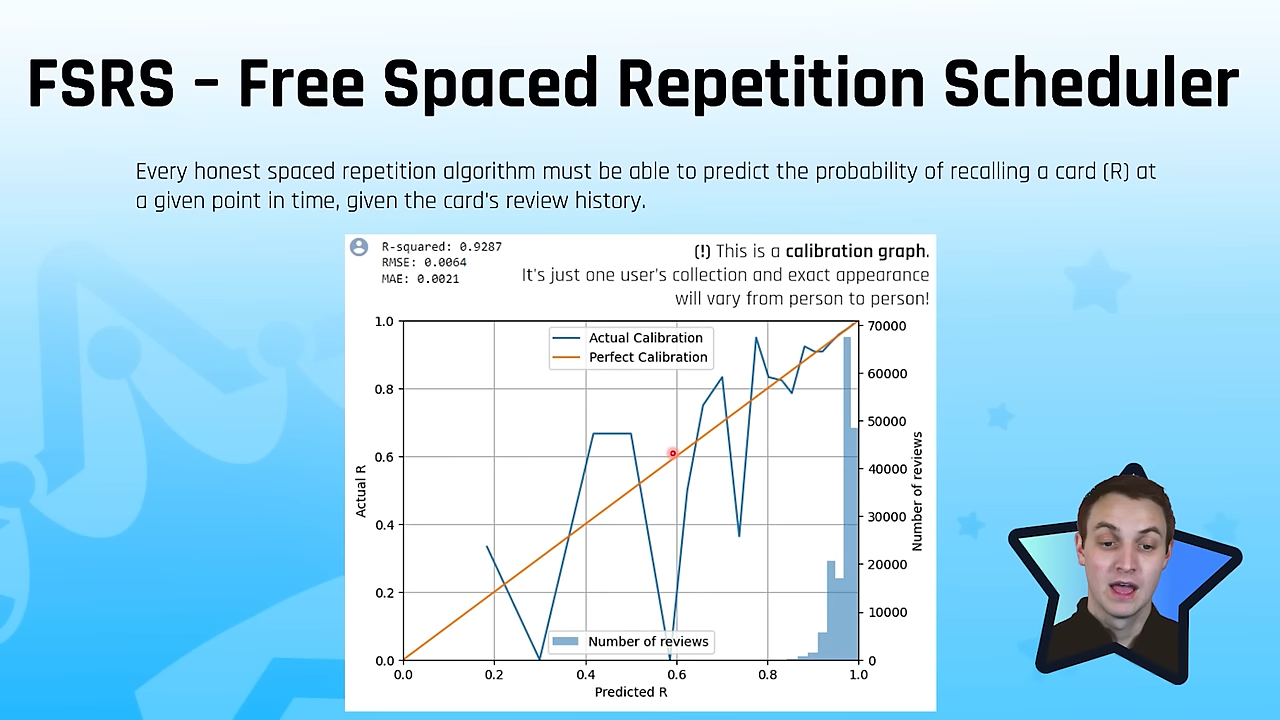 FSRS – Free Spaced Repetition Scheduler
Every honest spaced repetition algorithm must be able to predict the probability of recalling a card (R) at
a given point in time, given the card's review history.
R-squared: 0.9287
RMSE: 0.0064
MAE: 0.0021
(!) This is a calibration graph.
It's just one user's collection and exact appearance
will vary from person to person!
Actual Calibration
Perfect Calibration
Number of reviews
Actual R
1.0
0.8
0.6
0.4
0.2
0.0
0.0 0.2 0.4 0.6 0.8 1.0
Predicted R
70000
60000
50000
40000
30000
20000
10000
0
Number of reviews